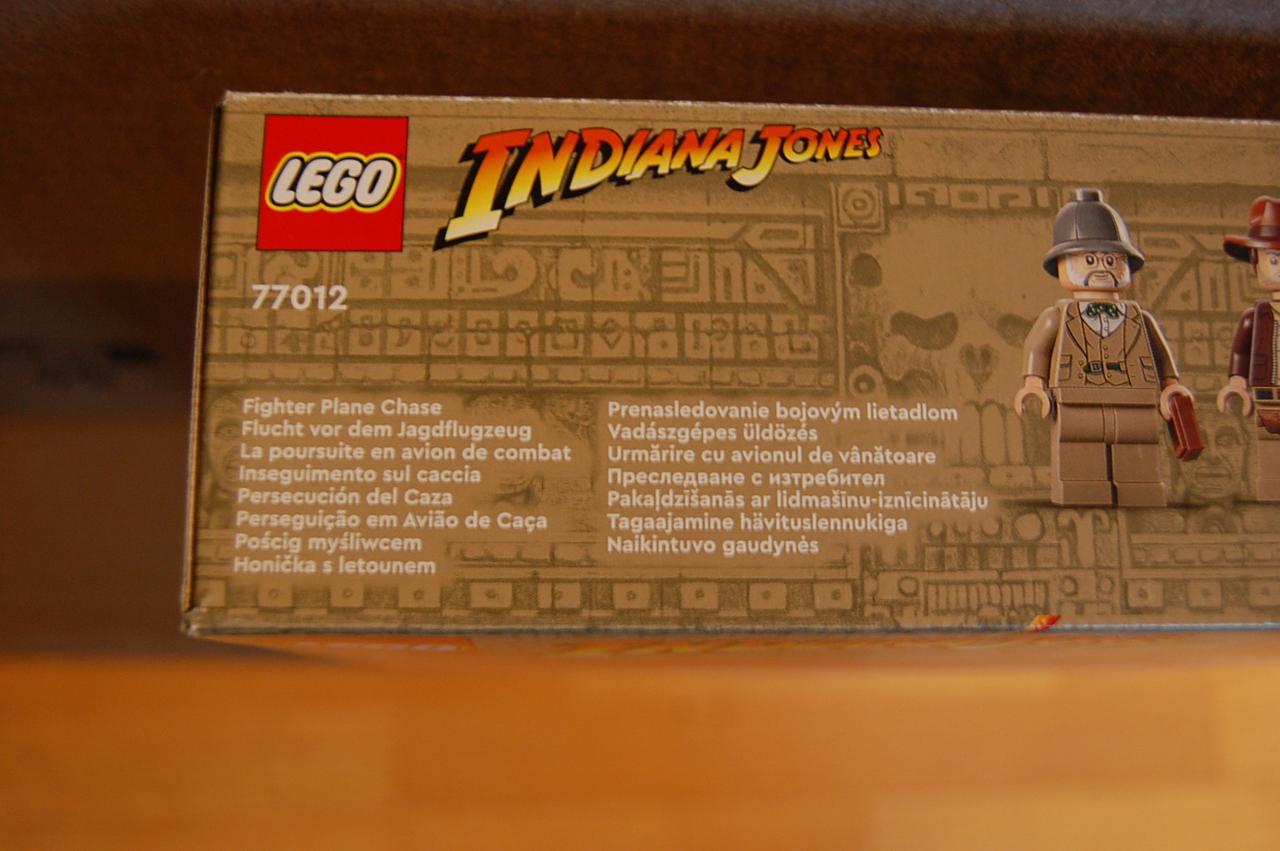 LEGO
INDIANA JONES
77012
Fighter Plane Chase
Flucht vor dem Jagdflugzeug
La poursuite en avion de combat
Inseguimento sul caccia
Persecución del Caza
Perseguição em Avião de Caça
Pościg myśliwcem
Honička s letounem
Prenasledovanie bojovým lietadlom
Vadászgépes üldözés
Urmărire cu avionul de vânătoare
Преследване с изтребител
Pakaļdzīšanās ar lidmašīnu-iznīcinātāju
Tagaajamine hävituslennukiga
Naikintuvo gaudynės